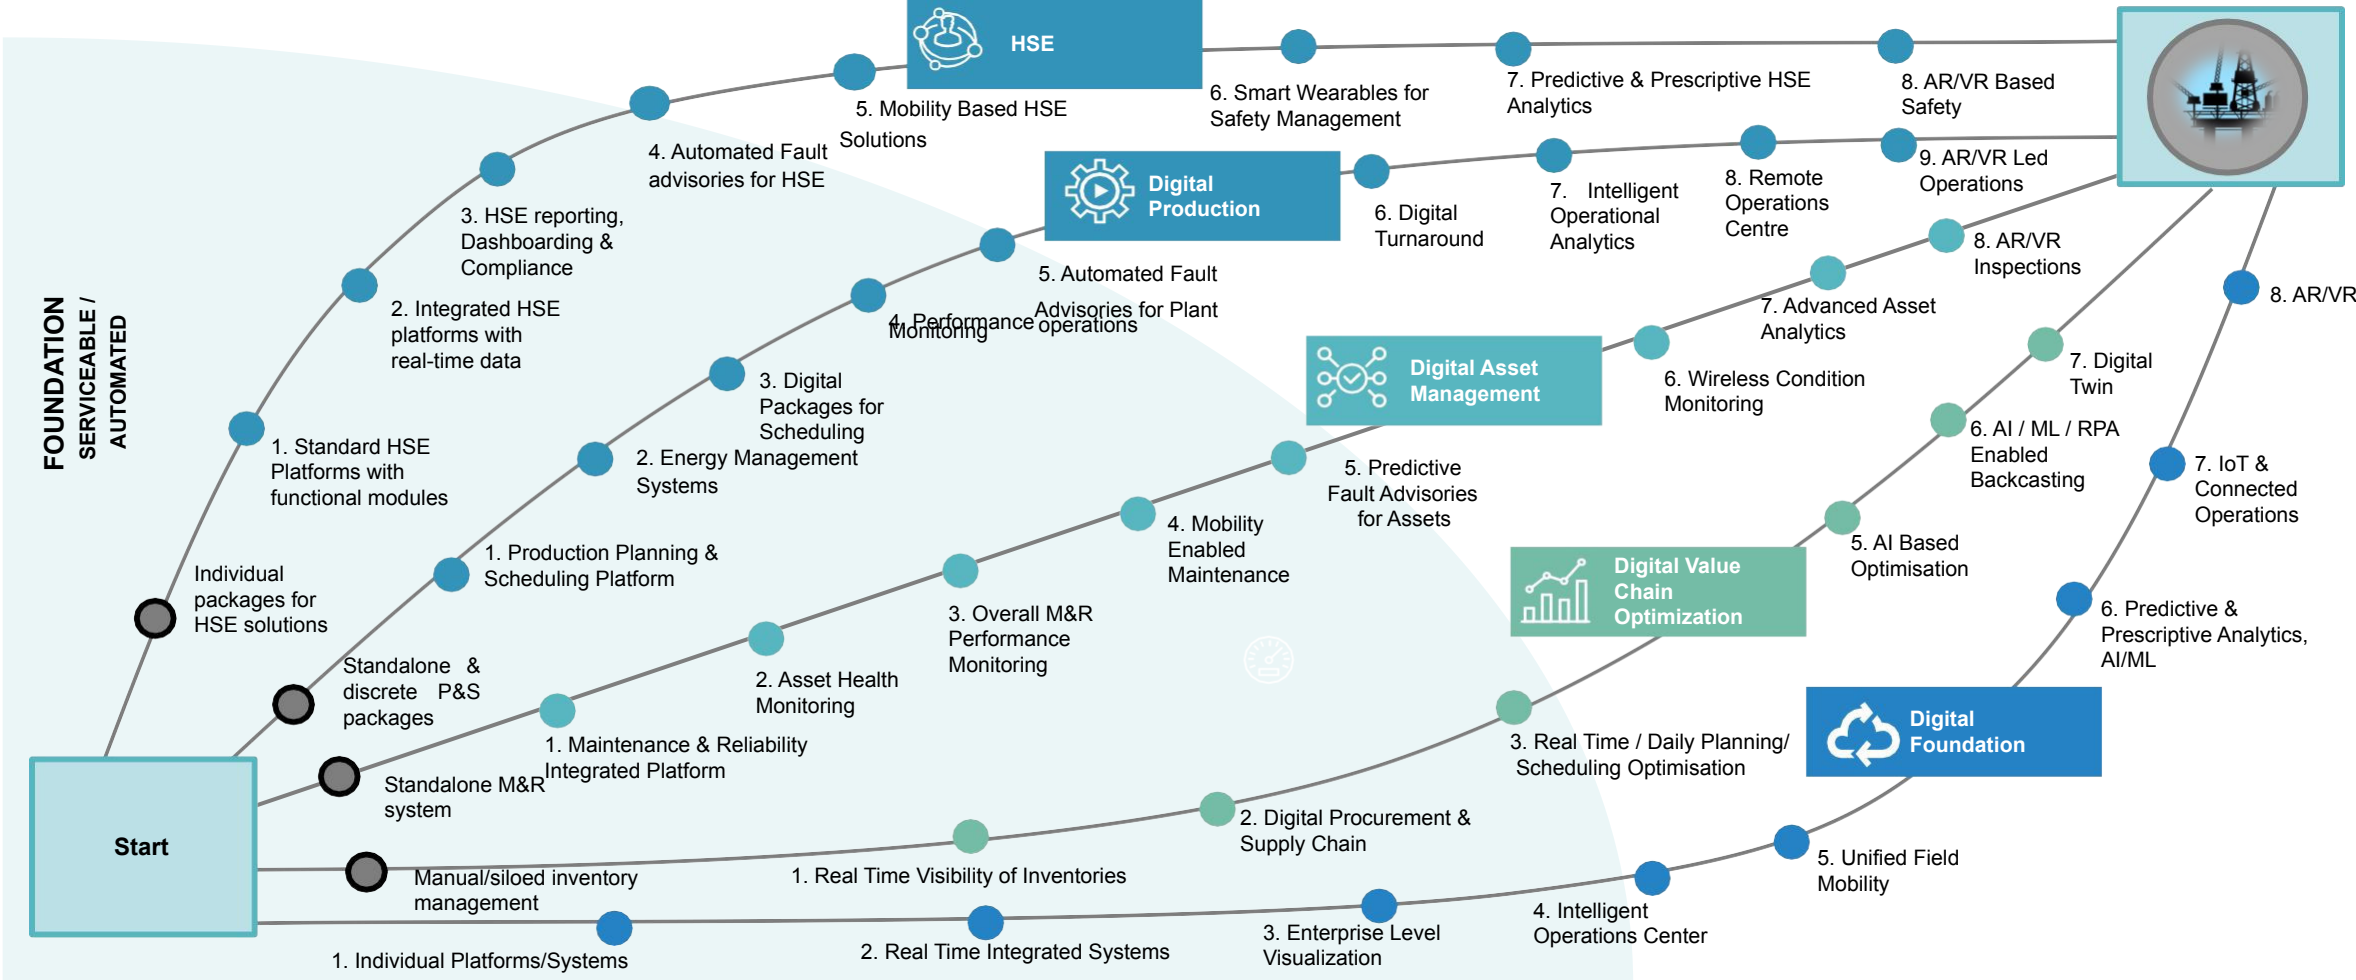 HSE
5. Mobility Based HSE
Solutions
6. Smart Wearables for
Safety Management
7. Predictive & Prescriptive HSE
Analytics
8. AR/VR Based
Safety
4. Automated Fault
advisories for HSE
3. HSE reporting,
Dashboarding &
Compliance
2. Integrated HSE
platforms with
real-time data
1. Standard HSE
Platforms with
functional modules
Individual
packages for
HSE solutions
FOUNDATION
SERVICEABLE /
AUTOMATED
Digital
Production
6. Digital
Turnaround
7. Intelligent
Operational
Analytics
8. Remote
Operations
Centre
9. AR/VR Led
Operations
5. Automated Fault
Advisories for Plant
operations
4. Performance
Monitoring
3. Digital
Packages for
Scheduling
2. Energy Management
Systems
1. Production Planning &
Scheduling Platform
Standalone & 
discrete P&S
packages
Digital Asset
Management
8. AR/VR
Inspections
7. Advanced Asset
Analytics
6. Wireless Condition
Monitoring
5. Predictive
Fault Advisories
for Assets
4. Mobility
Enabled
Maintenance
3. Overall M&R
Performance
Monitoring
2. Asset Health
Monitoring
1. Maintenance & Reliability
Integrated Platform
Standalone M&R
system
Digital Value
Chain
Optimization
7. Digital
Twin
6. AI / ML / RPA
Enabled
Backcasting
5. AI Based
Optimisation
3. Real Time / Daily Planning/
Scheduling Optimisation
2. Digital Procurement &
Supply Chain
1. Real Time Visibility of Inventories
Manual/siloed inventory
management
Digital
Foundation
8. AR/VR
7. IoT &
Connected
Operations
6. Predictive &
Prescriptive Analytics,
AI/ML
5. Unified Field
Mobility
4. Intelligent
Operations Center
3. Enterprise Level
Visualization
2. Real Time Integrated Systems
1. Individual Platforms/Systems
Start